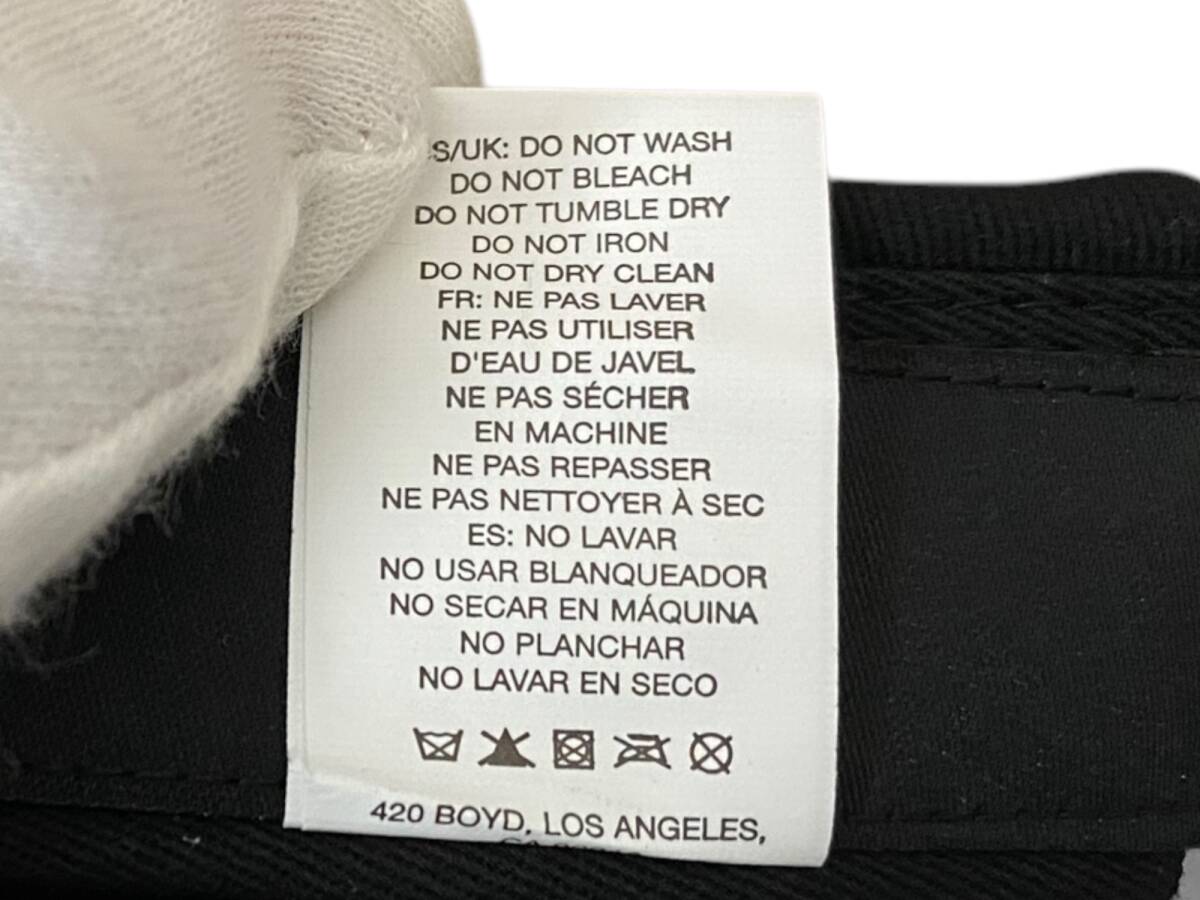 S/UK: DO NOT WASH
DO NOT BLEACH
DO NOT TUMBLE DRY
DO NOT IRON
DO NOT DRY CLEAN
FR: NE PAS LAVER
NE PAS UTILISER
D'EAU DE JAVEL
NE PAS SÉCHER
EN MACHINE
NE PAS REPASSER
NE PAS NETTOYER À SEC
ES: NO LAVAR
NO USAR BLANQUEADOR
NO SECAR EN MÁQUINA
NO PLANCHAR
NO LAVAR EN SECO
420 BOYD, LOS ANGELES,